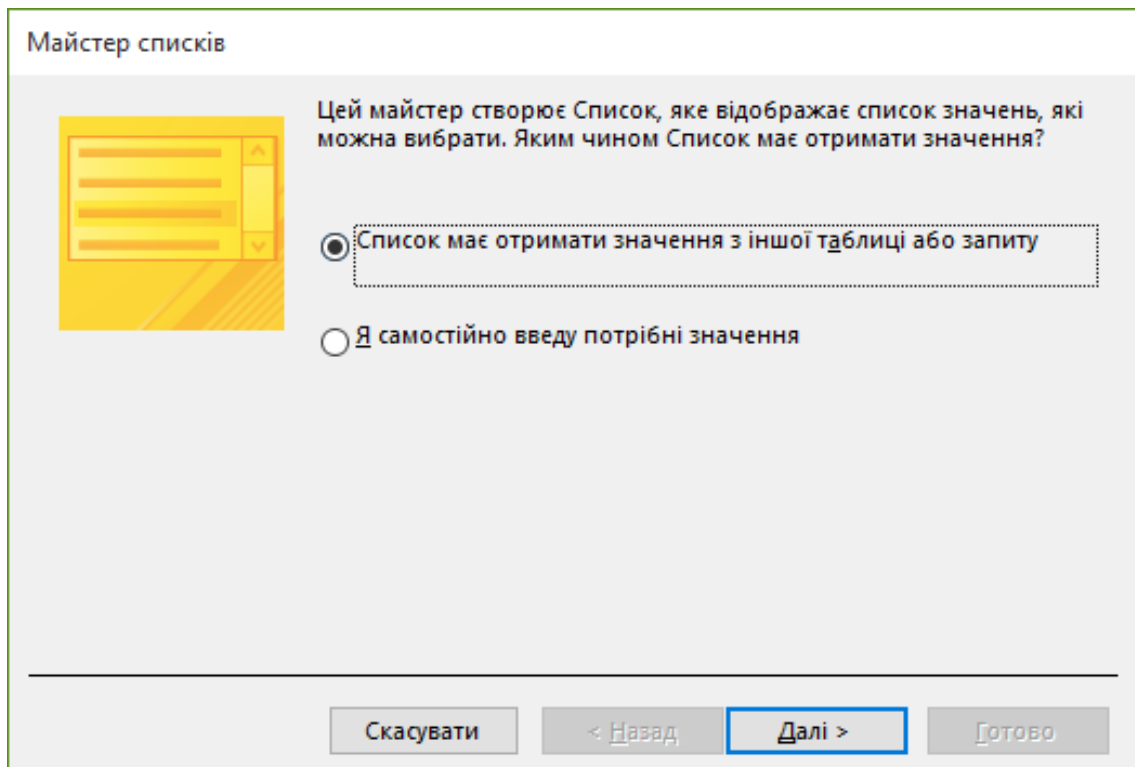 Майстер списків
Цей майстер створює Список, яке відображає список значень, які
можна вибрати. Яким чином Список має отримати значення?
Список має отримати значення з іншої таблиці або запиту
Я самостійно введу потрібні значення
Скасувати
< Назад
Далі >
Готово